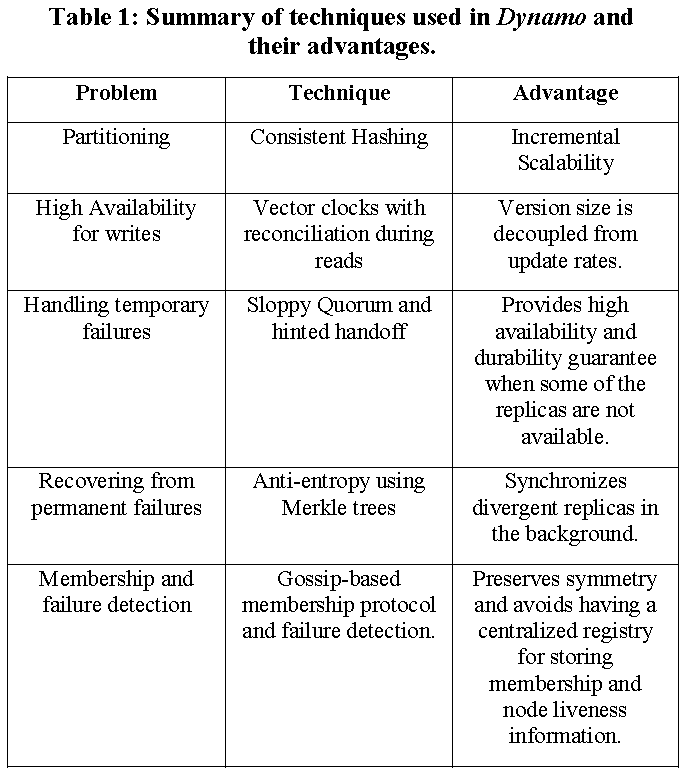 Table 1: Summary of techniques used in Dynamo and
their advantages.
Problem
Technique
Advantage
Partitioning
Consistent Hashing
Incremental
Scalability
High Availability
for writes
Vector clocks with
reconciliation during
reads
Version size is
decoupled from
update rates.
Handling temporary
failures
Sloppy Quorum and
hinted handoff
Provides high
availability and
durability guarantee
when some of the
replicas are not
available.
Recovering from
permanent failures
Anti-entropy using
Merkle trees
Synchronizes
divergent replicas in
the background.
Membership and
failure detection
Gossip-based
membership protocol
and failure detection.
Preserves symmetry
and avoids having a
centralized registry
for storing
membership and
node liveness
information.